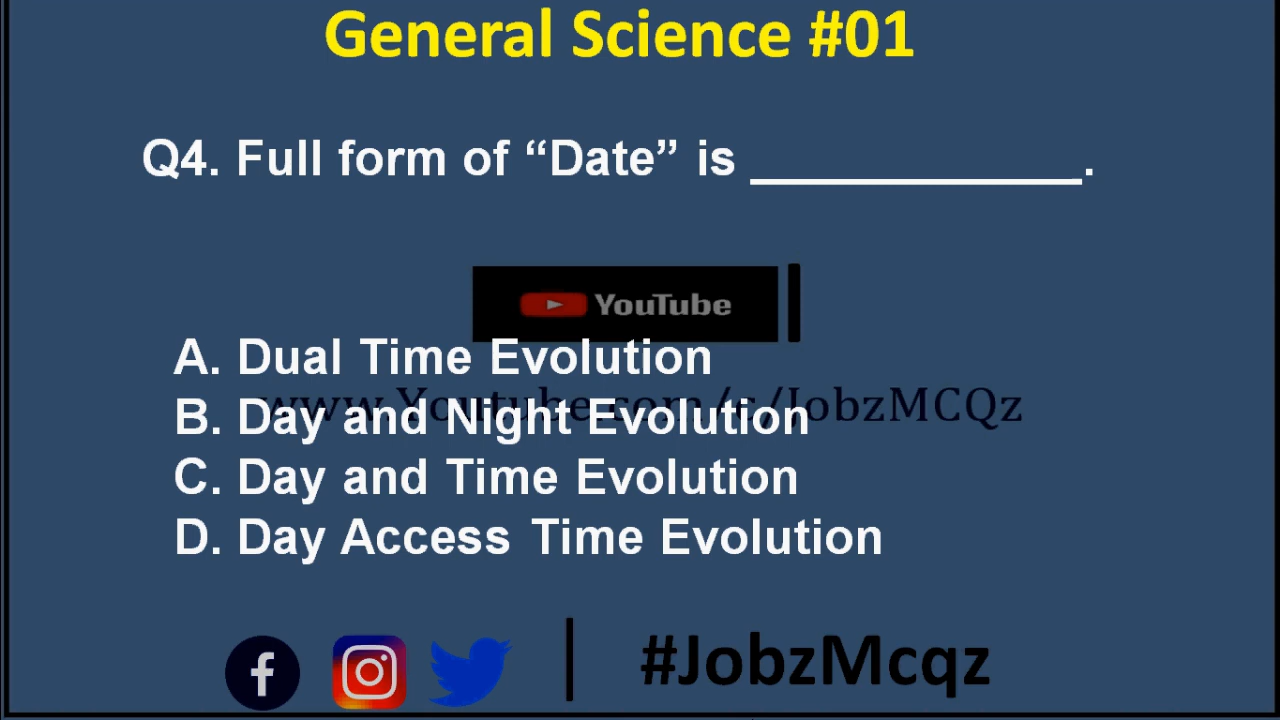 General Science #01
Q4. Full form of “Date” is ____________.
YouTube
A. Dual Time Evolution
www.Youtube.com/c/JobzMCQz
B. Day and Night Evolution
C. Day and Time Evolution
D. Day Access Time Evolution
#JobzMcqz